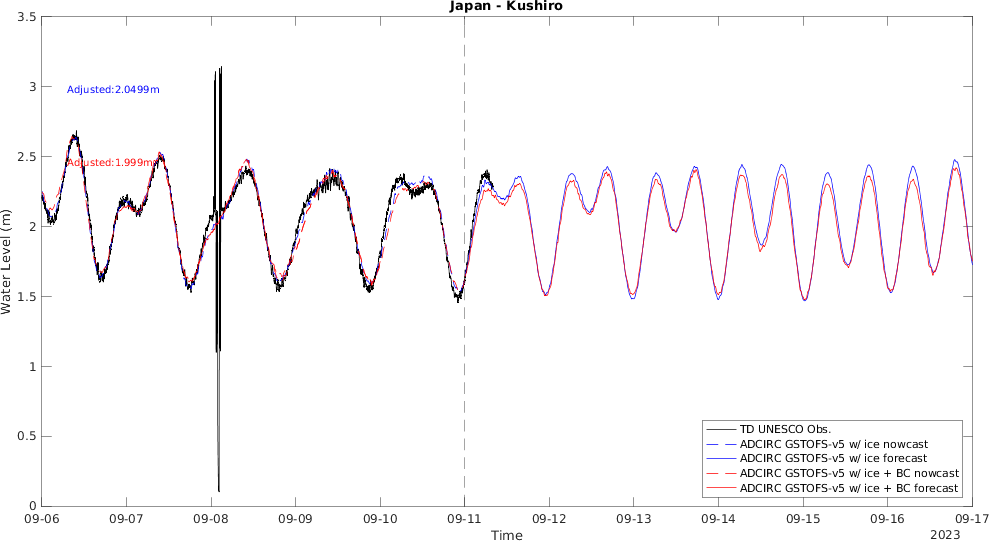 Japan - Kushiro
3.5
3
2.5
2
1.5
1
0.5
0
Water Level (m)
Adjusted:2.0499m
Adjusted:1.999m
TD UNESCO Obs.
ADCIRC GSTOFS-v5 w/ ice nowcast
ADCIRC GSTOFS-v5 w/ ice forecast
ADCIRC GSTOFS-v5 w/ ice + BC nowcast
ADCIRC GSTOFS-v5 w/ ice + BC forecast
09-06 09-07 09-08 09-09 09-10 09-11 09-12 09-13 09-14 09-15 09-16 09-17
Time
2023